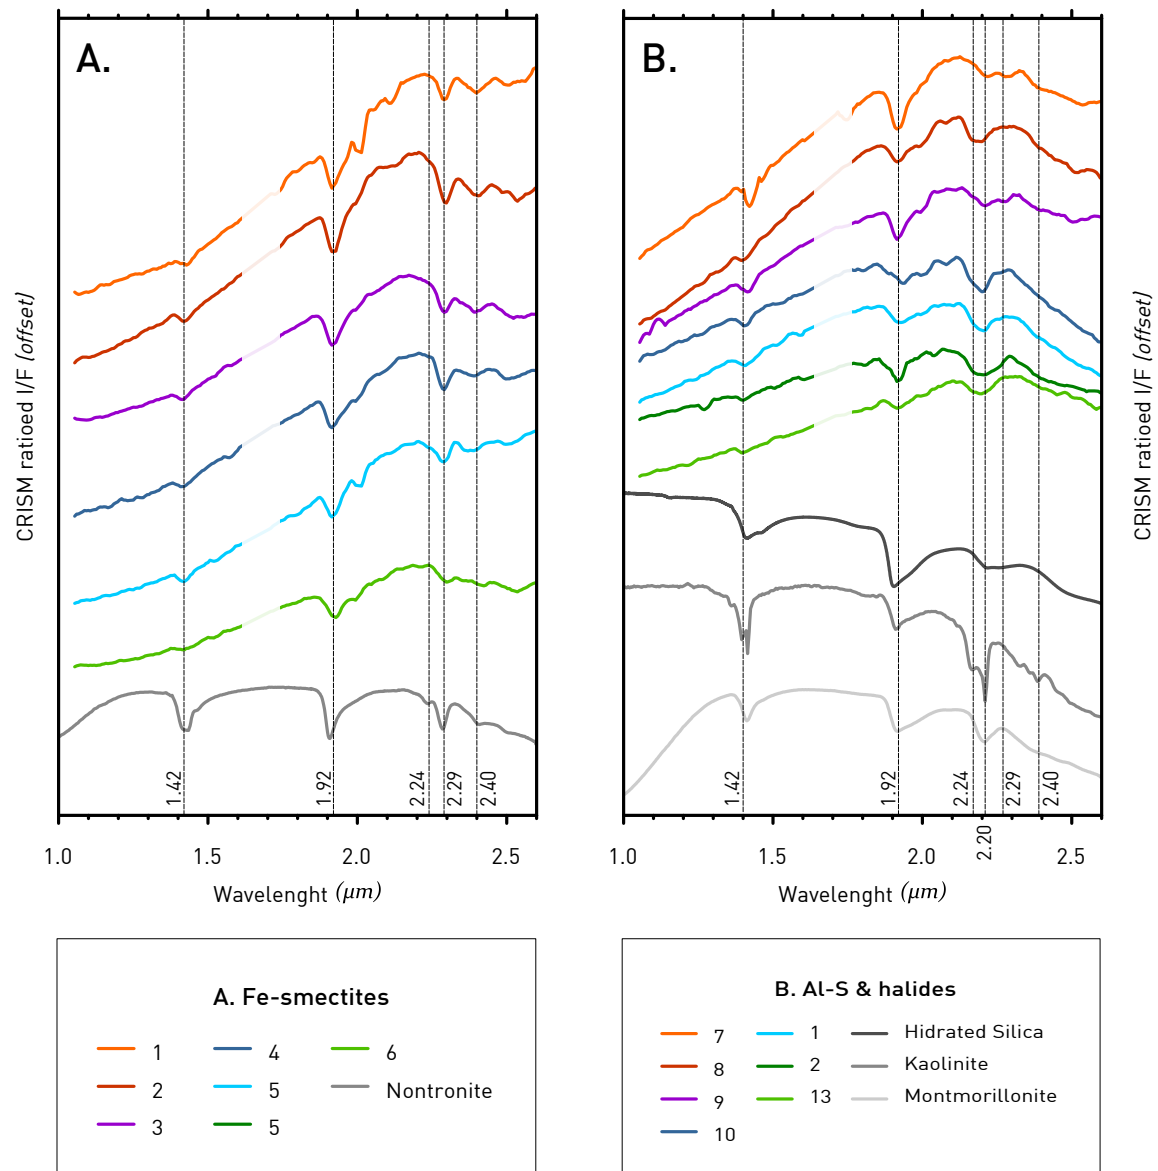 A.
B.
CRISM ratioed I/F (offset)
CRISM ratioed I/F (offset)
1.42
1.92
2.24
2.29
2.40
1.42
1.92
2.24
2.20
2.29
2.40
1.0 1.5 2.0 2.5
1.0 1.5 2.0 2.5
Wavelenght (μm)
Wavelenght (μm)
A. Fe-smectites
1 4 6
2 5 Nontronite
3 5
B. Al-S & halides
7 1 Hidrated Silica
8 2 Kaolinite
9 13 Montmorillonite
10